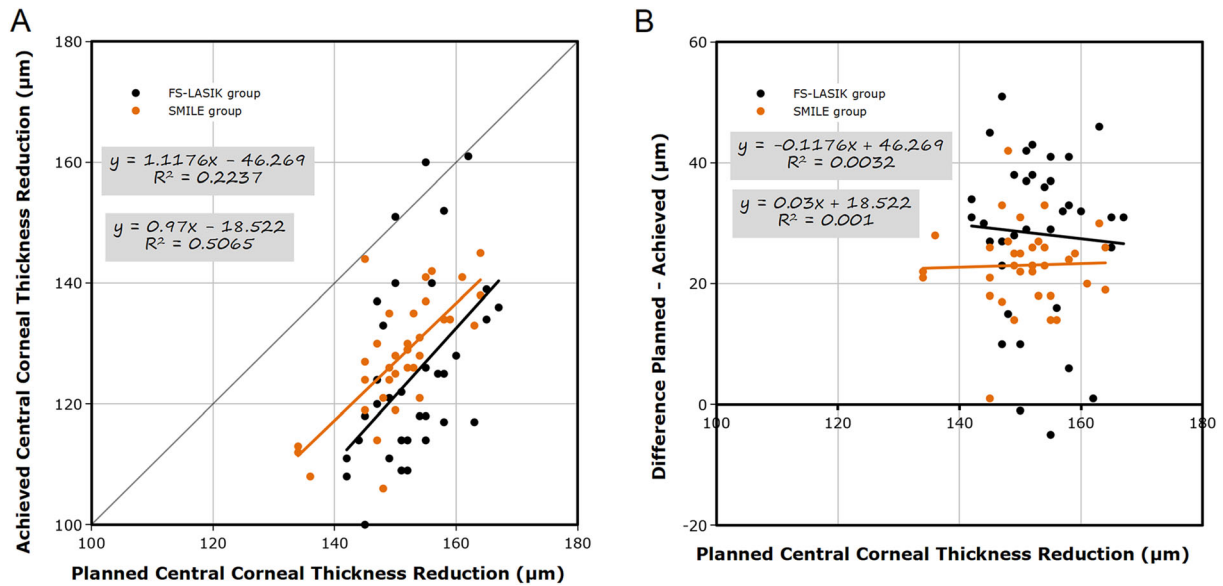 A
Achieved Central Corneal Thickness Reduction (µm)
180
160
140
120
100
FS-LASIK group
SMILE group
y = 1.1176x - 46.269
R² = 0.2237
y = 0.97x - 18.522
R² = 0.5065
100
120
140
160
180
Planned Central Corneal Thickness Reduction (µm)
B
Difference Planned - Achieved (µm)
60
40
20
0
-20
FS-LASIK group
SMILE group
y = -0.1176x + 46.269
R² = 0.0032
y = 0.03x + 18.522
R² = 0.001
100
120
140
160
180
Planned Central Corneal Thickness Reduction (µm)